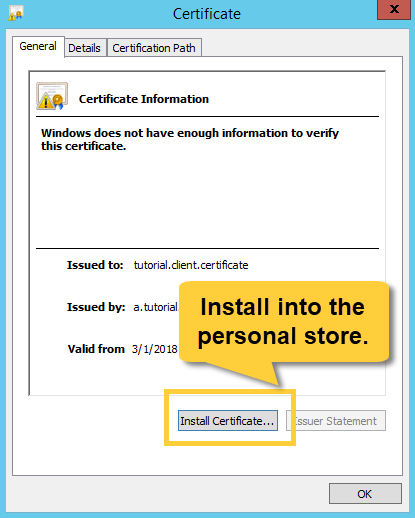 Certificate
x
General Details Certification Path
Certificate Information
Windows does not have enough information to verify
this certificate.
Issued to: tutorial.client.certificate
Issued by: a.tutorial.
Valid from 3/1/2018
Install into the
personal store.
Install Certificate... Issuer Statement
OK